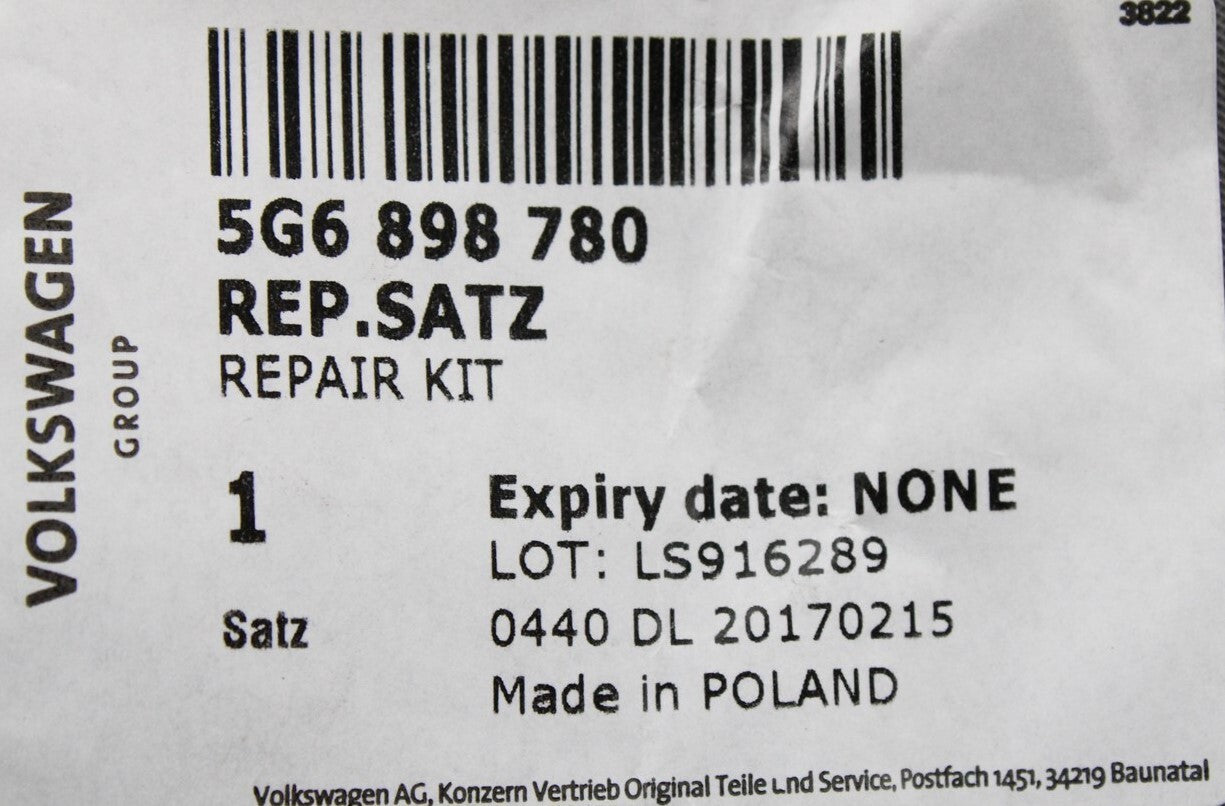 3822
5G6 898 780
REP.SATZ
REPAIR KIT
VOLKSWAGEN
GROUP
1
Satz
Expiry date: NONE
LOT: LS916289
0440 DL 20170215
Made in POLAND
Volkswagen AG, Konzern Vertrieb Original Teile und Service, Postfach 1451, 34219 Baunatal